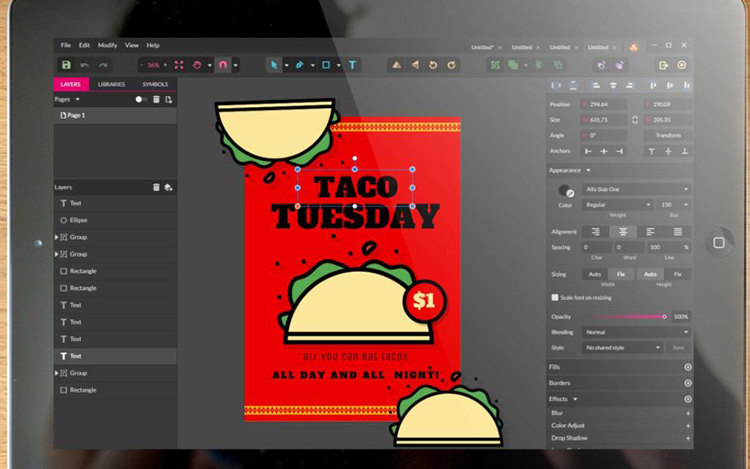 File Edit Modify View Help
- 36%
Untitled* Untitled Untitled Untitled
LAYERS LIBRARIES SYMBOLS
Pages
Page 1
Layers
Text
Ellipse
Group
Group
Rectangle
Rectangle
Text
Text
Text
Text
Group
Rectangle
TACO
TUESDAY
$1
all you can eat tacos
ALL DAY AND ALL NIGHT!
Position X 294.64 Y 290.09
Size W 631.71 H 205.35
Angle 0° Transform
Anchors
Appearance
Alfa Slab One
Color Regular 150
Weight Size
Alignment
Spacing 0 0 100 %
Char Word Line
Sizing Auto Fix Auto Fix
Width Height
Scale font on resizing
Opacity 100%
Blending Normal
Style No shared style Sync
Fills
Borders
Effects
Blur
Color Adjust
Drop Shadow